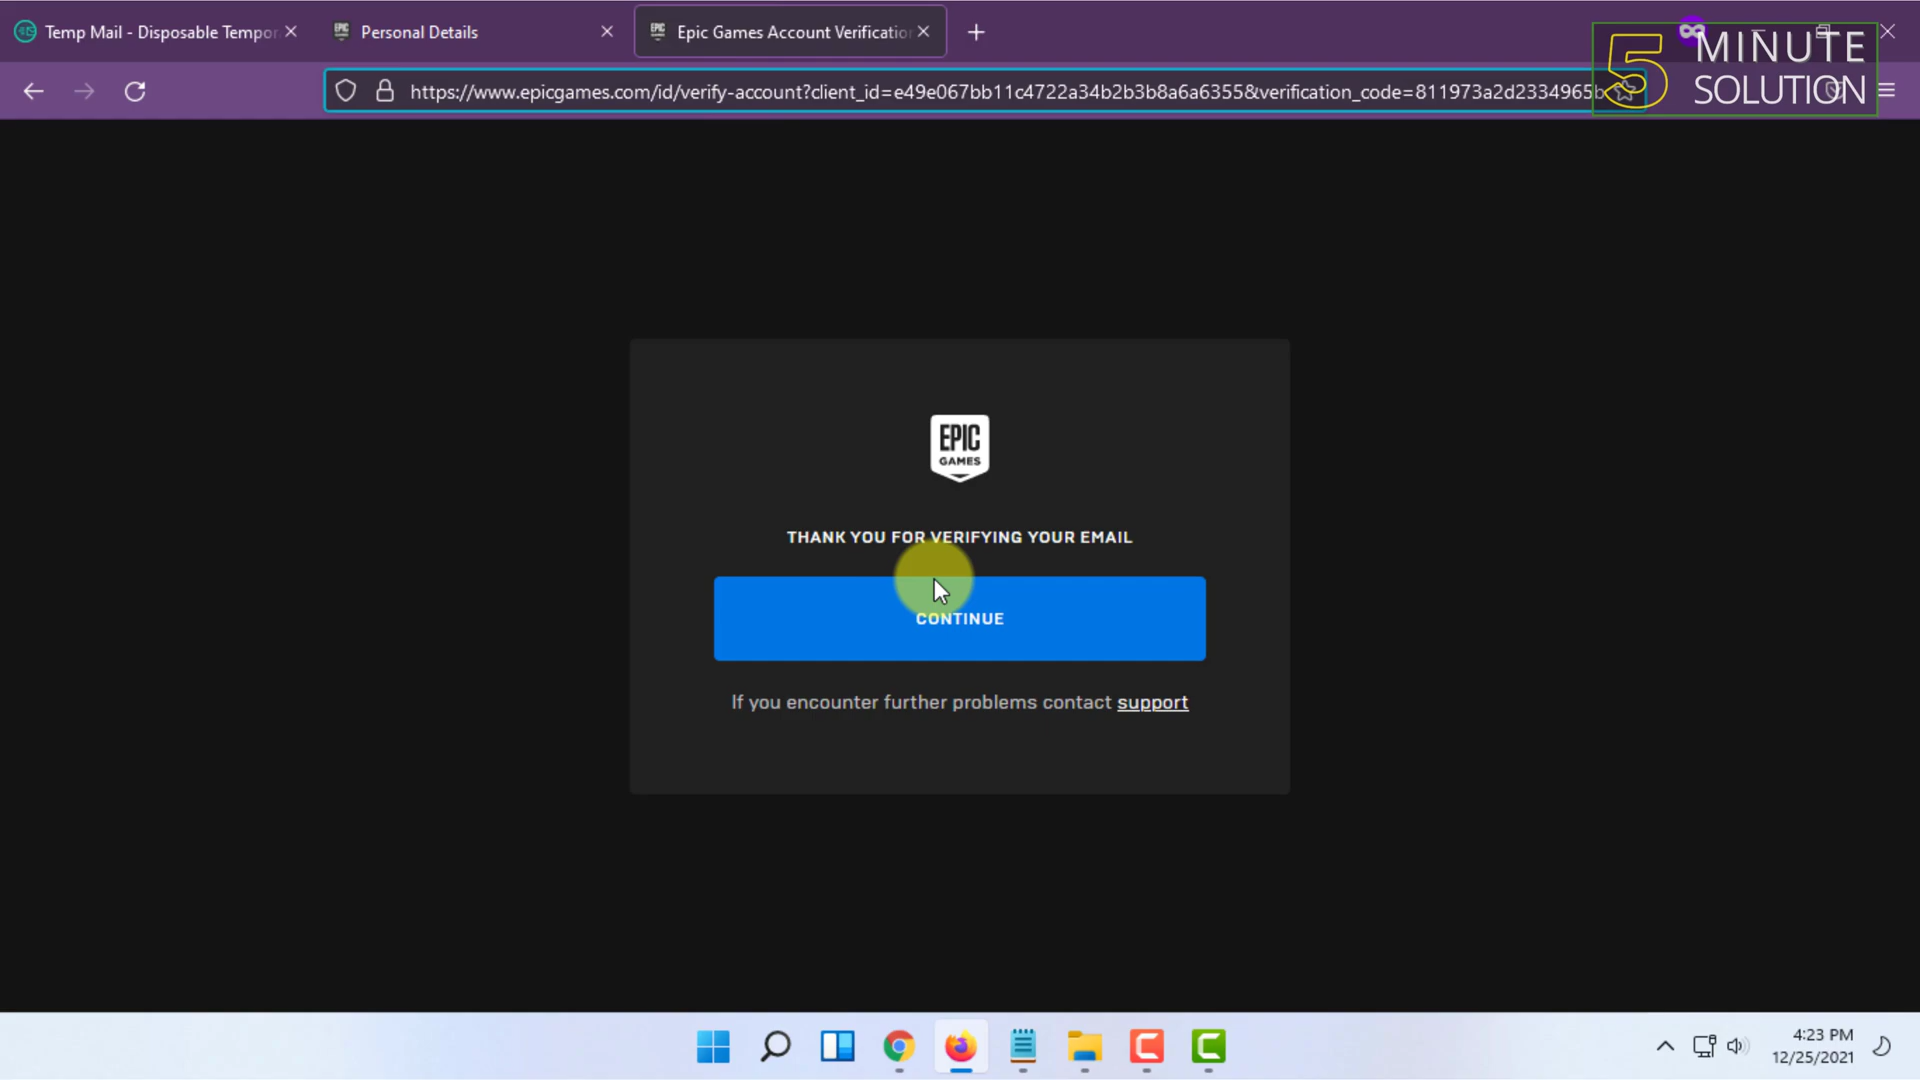 Temp Mail - Disposable Tempor
Personal Details
Epic Games Account Verificatio
5 MINUTE
SOLUTION
https://www.epicgames.com/id/verify-account?client_id=e49e067bb11c4722a34b2b3b8a6a6355&verification_code=811973a2d2334965b
EPIC
GAMES
THANK YOU FOR VERIFYING YOUR EMAIL
CONTINUE
If you encounter further problems contact support
4:23 PM
12/25/2021